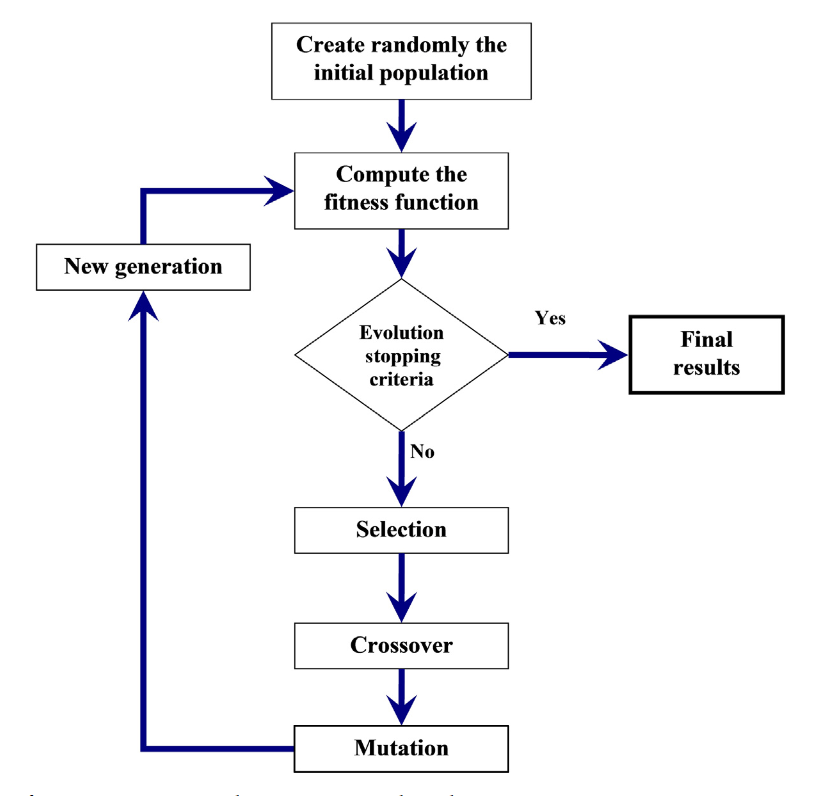 Create randomly the
initial population
Compute the
fitness function
New generation
Evolution
stopping
criteria
Yes
Final
results
No
Selection
Crossover
Mutation